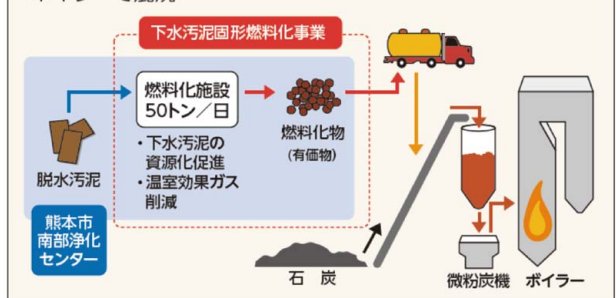 下水汚泥固形燃料化事業
燃料化施設
50トン／日
・下水汚泥の
資源化促進
・温室効果ガス
削減
燃料化物
(有価物)
脱水汚泥
熊本市
南部浄化
センター
石 炭
微粉炭機
ボイラー